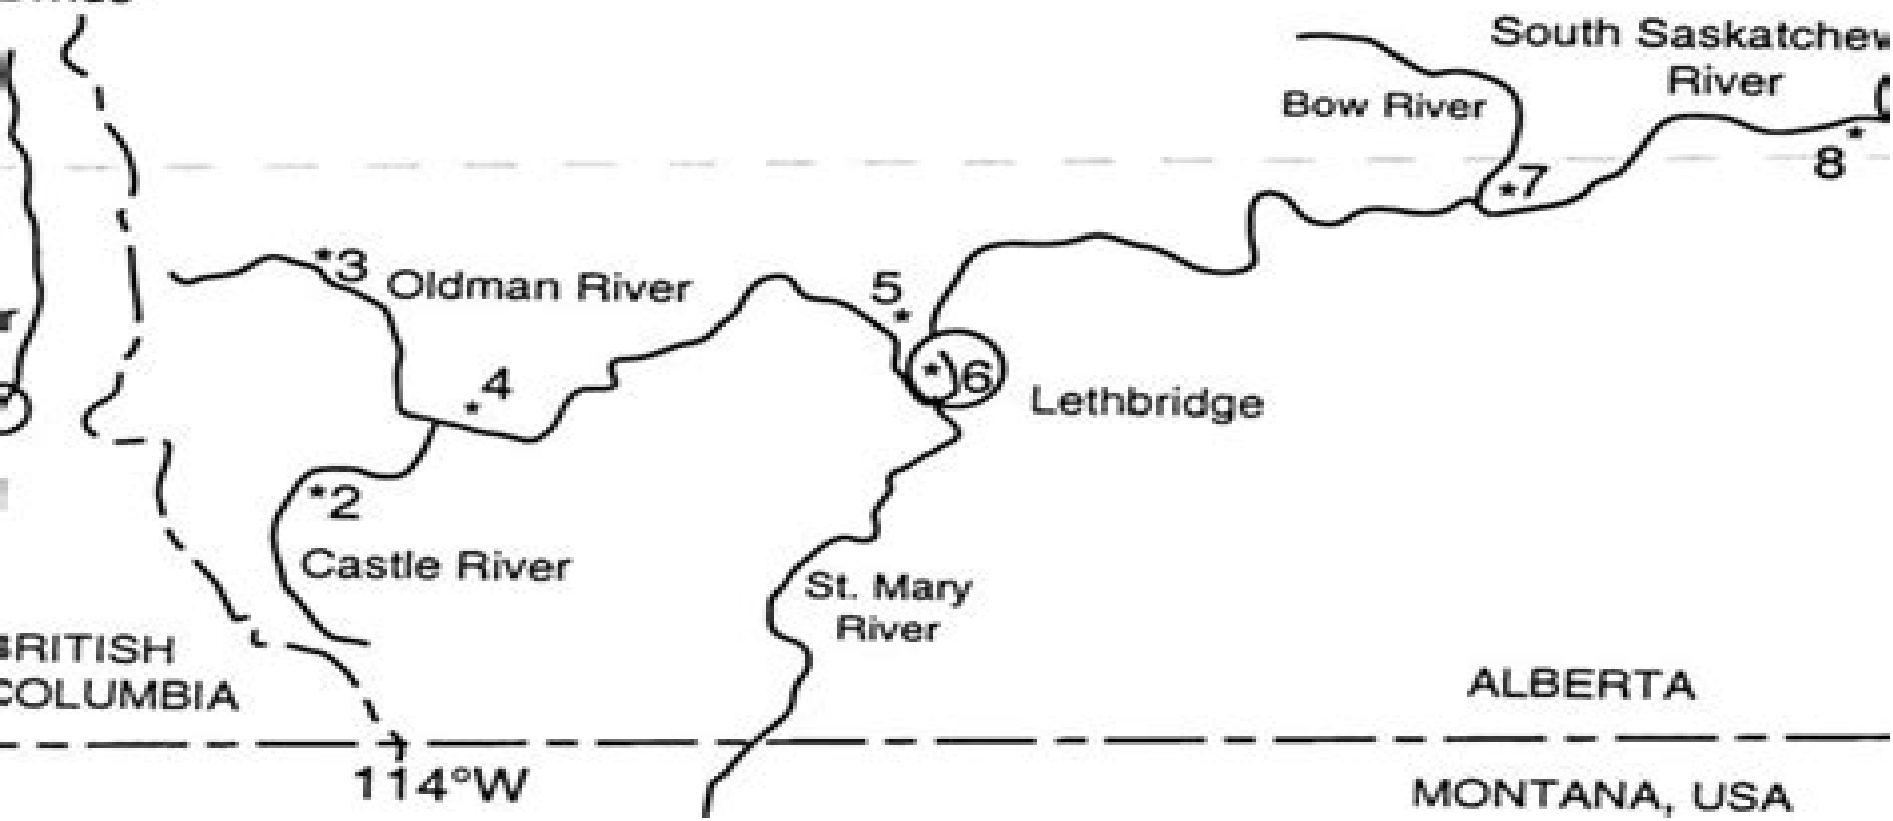 South Saskatchew
River
Bow River
*7
8
*3
Oldman River
5
*
4
*
* 6
Lethbridge
*2
Castle River
St. Mary
River
BRITISH
COLUMBIA
ALBERTA
114°W
MONTANA, USA